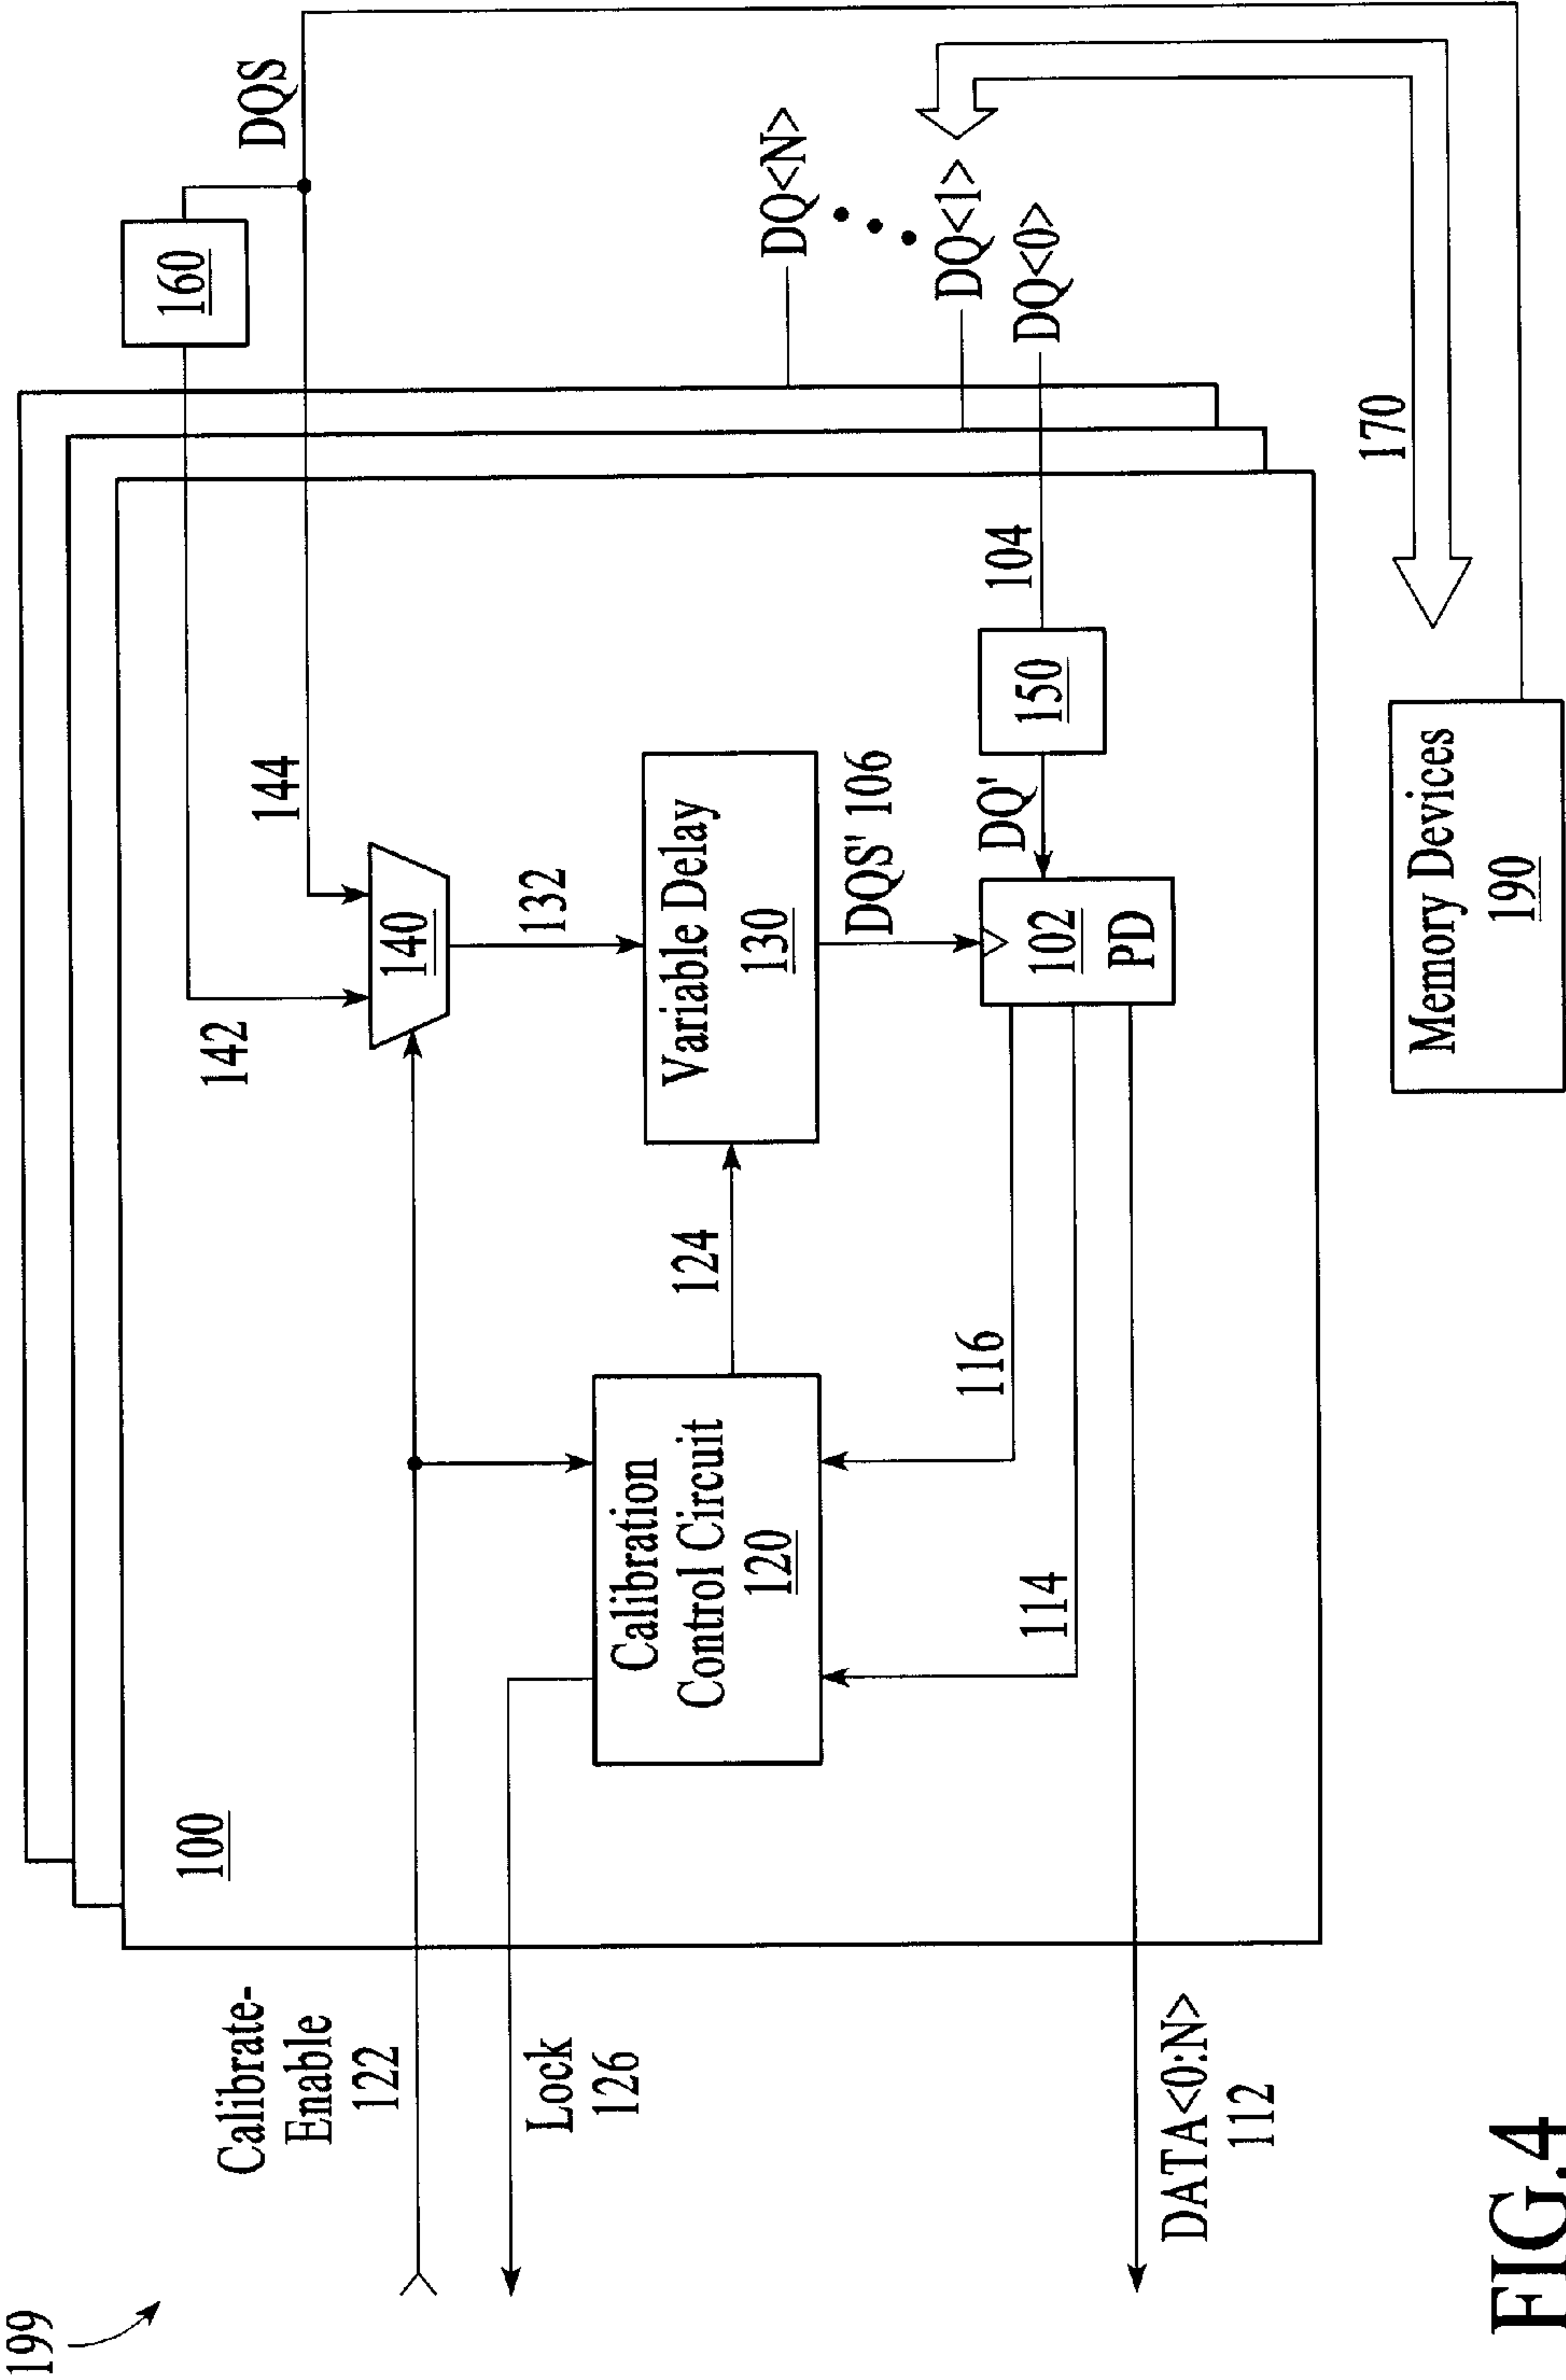 199
Calibrate-
Enable
122
Lock
126
DATA<0:N>
112
100
Calibration
Control Circuit
120
114
116
124
142
144
140
132
Variable Delay
130
DQS' 106
DQ'
102
PD
150
104
160
DQS
DQ<N>
DQ<1>
DQ<0>
170
Memory Devices
190
FIG.4